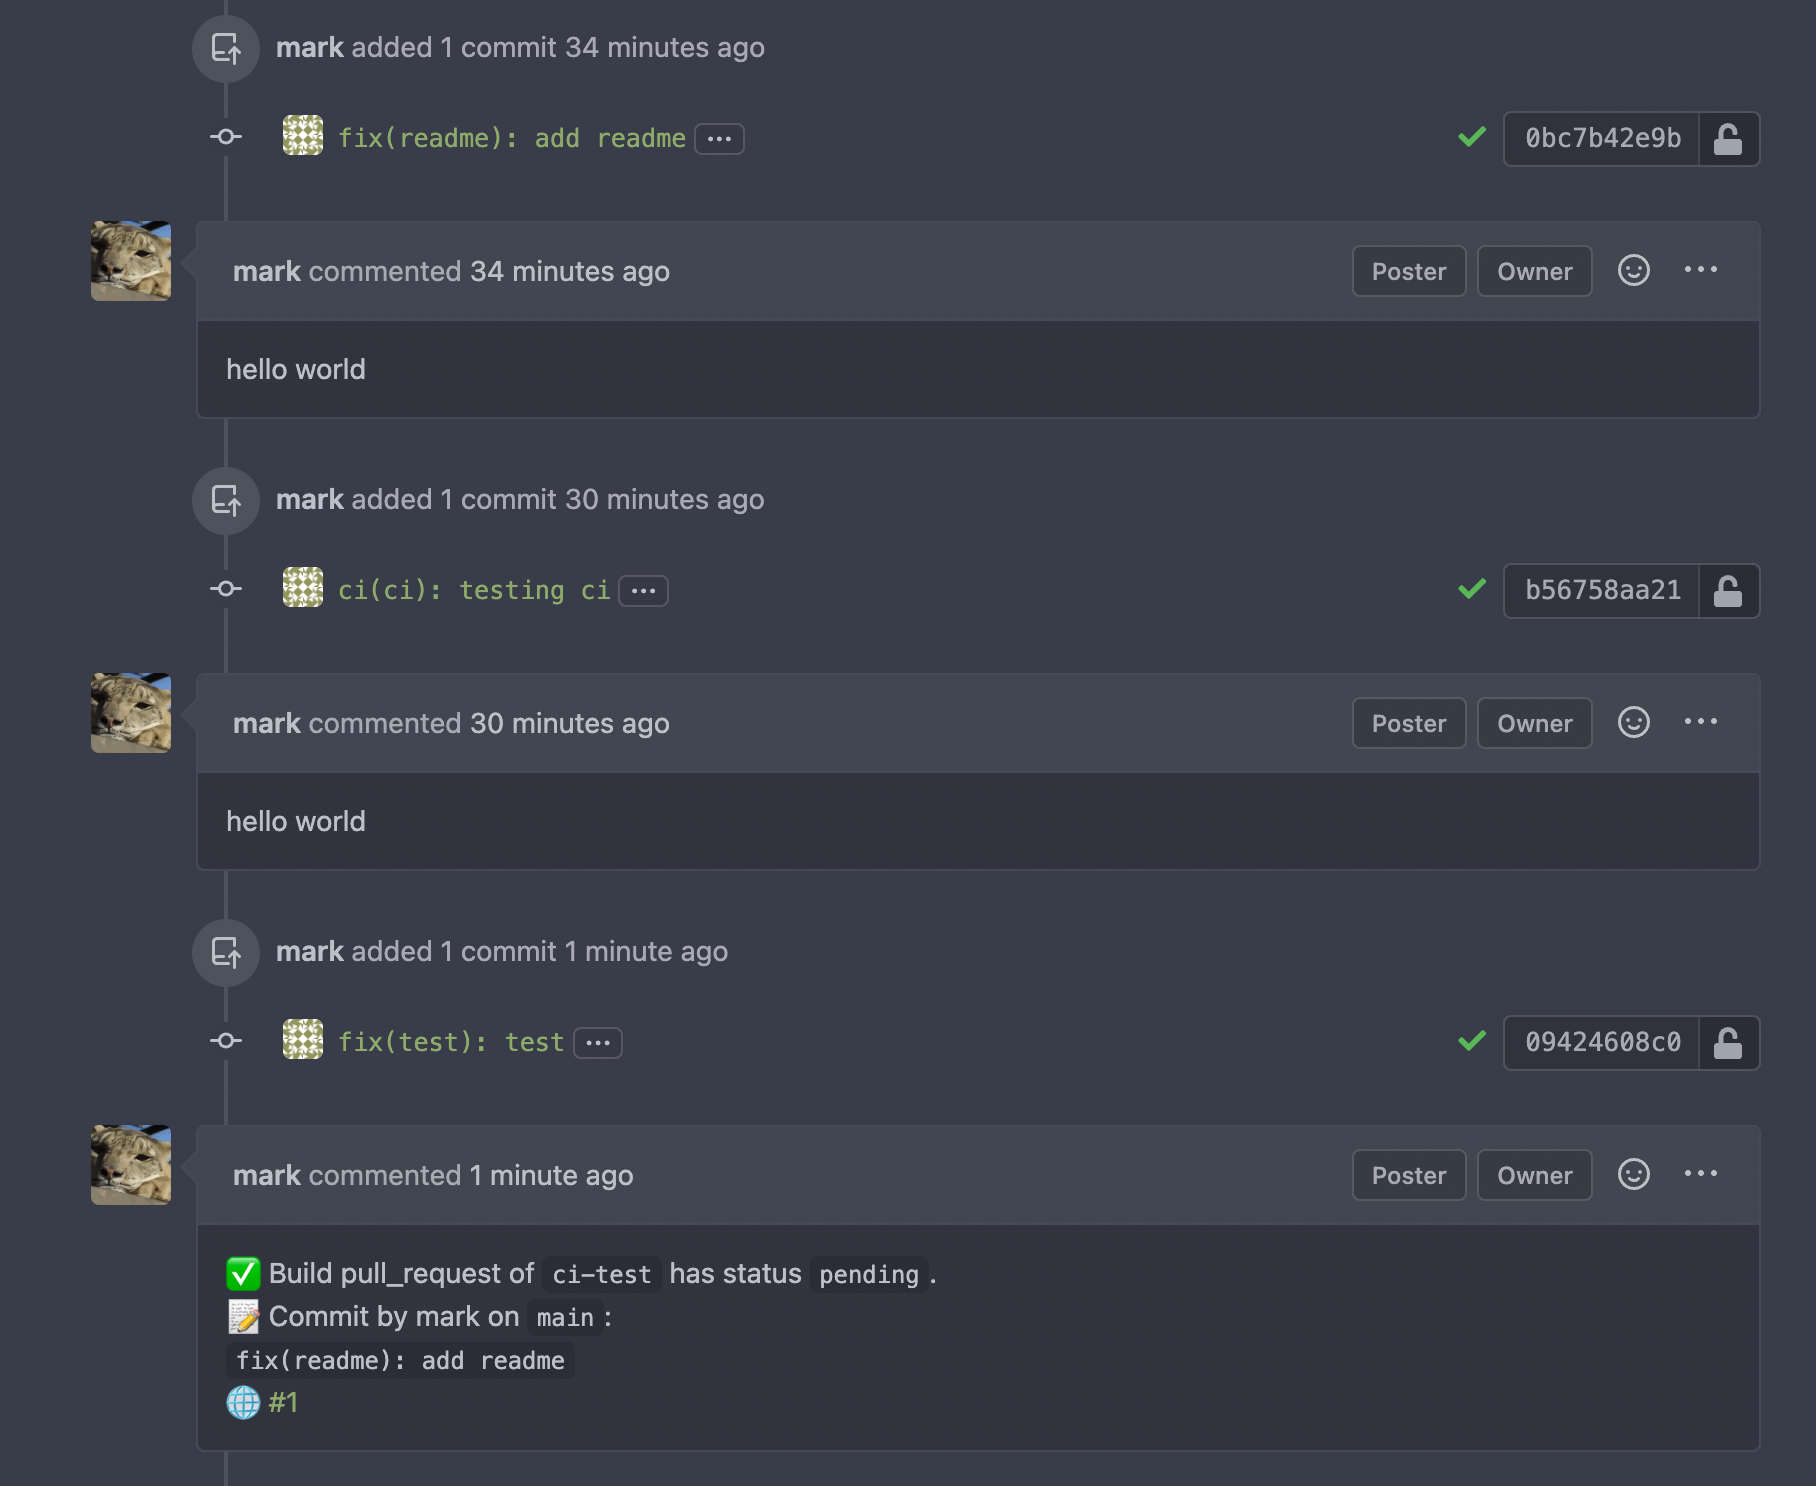 mark added 1 commit 34 minutes ago
fix(readme): add readme ...
0bc7b42e9b
mark commented 34 minutes ago
Poster
Owner
hello world
mark added 1 commit 30 minutes ago
ci(ci): testing ci ...
b56758aa21
mark commented 30 minutes ago
Poster
Owner
hello world
mark added 1 commit 1 minute ago
fix(test): test ...
09424608c0
mark commented 1 minute ago
Poster
Owner
✅ Build pull_request of ci-test has status pending.
📝 Commit by mark on main:
fix(readme): add readme
🌐 #1